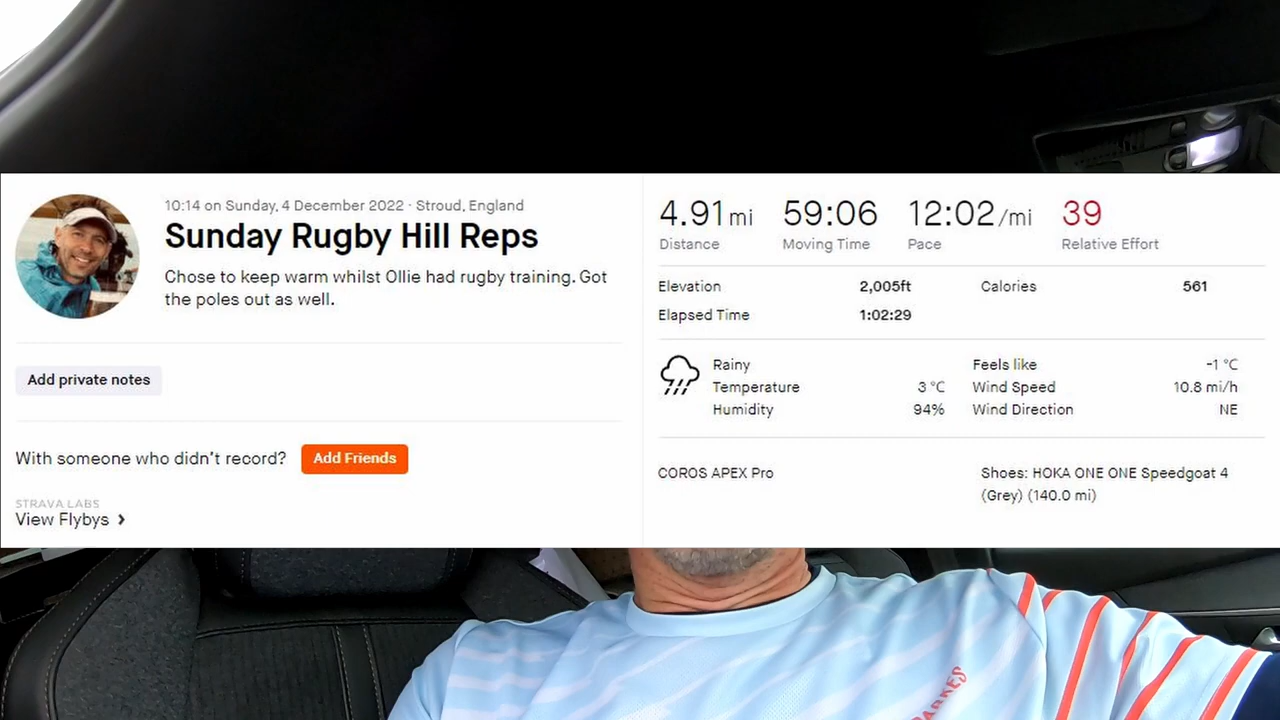 10:14 on Sunday, 4 December 2022 · Stroud, England
Sunday Rugby Hill Reps
Chose to keep warm whilst Ollie had rugby training. Got
the poles out as well.
Add private notes
With someone who didn't record? Add Friends
STRAVA LABS
View Flybys
4.91 mi 59:06 12:02 /mi 39
Distance Moving Time Pace Relative Effort
Elevation 2,005ft Calories 561
Elapsed Time 1:02:29
Rainy Feels like -1 °C
Temperature 3 °C Wind Speed 10.8 mi/h
Humidity 94% Wind Direction NE
COROS APEX Pro Shoes: HOKA ONE ONE Speedgoat 4
(Grey) (140.0 mi)